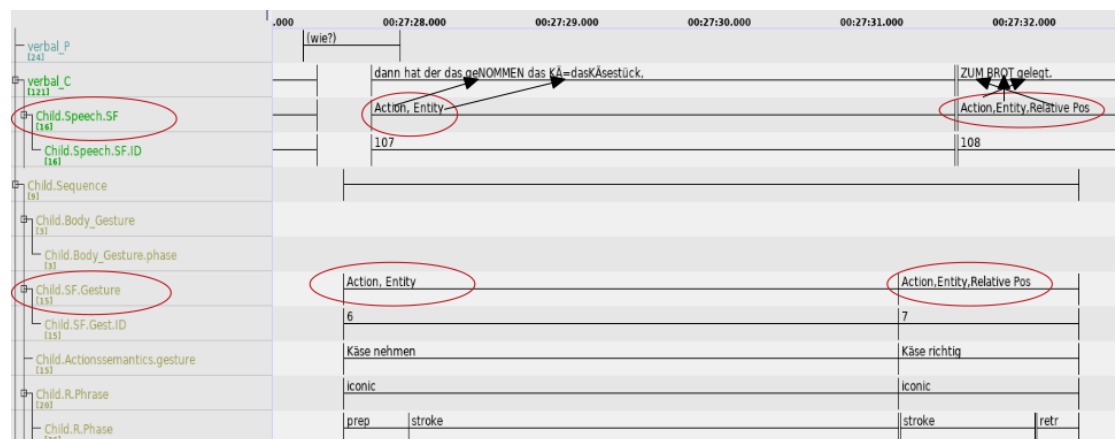 .000 00:27:28.000 00:27:29.000 00:27:30.000 00:27:31.000 00:27:32.000
verbal_P
[24]
(wie?)
verbal_C
[121]
dann hat der das geNOMMEN das KÄ=dasKÄsestück, ZUM BROT gelegt.
Child.Speech.SF
[16]
Action, Entity Action,Entity,Relative Pos
Child.Speech.SF.ID
[16]
107 108
Child.Sequence
[9]
Child.Body_Gesture
[3]
Child.Body_Gesture.phase
[3]
Child.SF.Gesture
[15]
Action, Entity Action,Entity,Relative Pos
Child.SF.Gest.ID
[15]
6 7
Child.Actionssemantics.gesture
[15]
Käse nehmen Käse richtig
Child.R.Phrase
[20]
iconic iconic
Child.R.Phase
prep stroke stroke retr